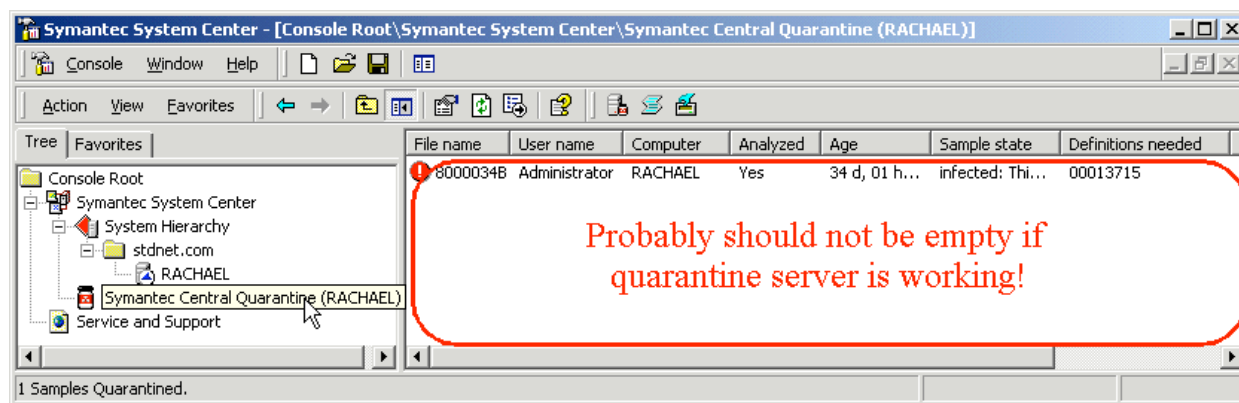 Symantec System Center - [Console Root\Symantec System Center\Symantec Central Quarantine (RACHAEL)]
Console Window Help
Action View Favorites
Tree Favorites
File name User name Computer Analyzed Age Sample state Definitions needed
Console Root
Symantec System Center
System Hierarchy
stdnet.com
RACHAEL
Symantec Central Quarantine (RACHAEL)
Service and Support
8000034B Administrator RACHAEL Yes 34 d, 01 h... infected: Thi... 00013715
Probably should not be empty if
quarantine server is working!
1 Samples Quarantined.